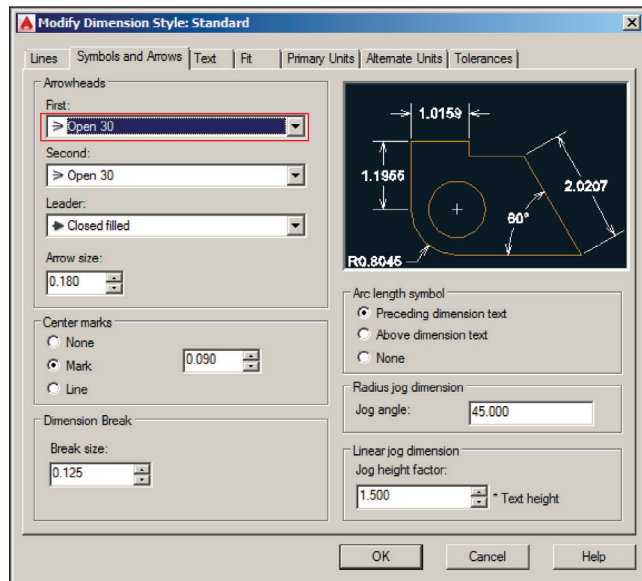 Modify Dimension Style: Standard
Lines Symbols and Arrows Text Fit Primary Units Alternate Units Tolerances
Arrowheads
First:
Open 30
Second:
Open 30
Leader:
Closed filled
Arrow size:
0.180
Center marks
None
Mark
0.090
Line
Dimension Break
Break size:
0.125
1.0159
1.1955
2.0207
60°
R0.8045
Arc length symbol
Preceding dimension text
Above dimension text
None
Radius jog dimension
Jog angle:
45.000
Linear jog dimension
Jog height factor:
1.500
* Text height
OK Cancel Help